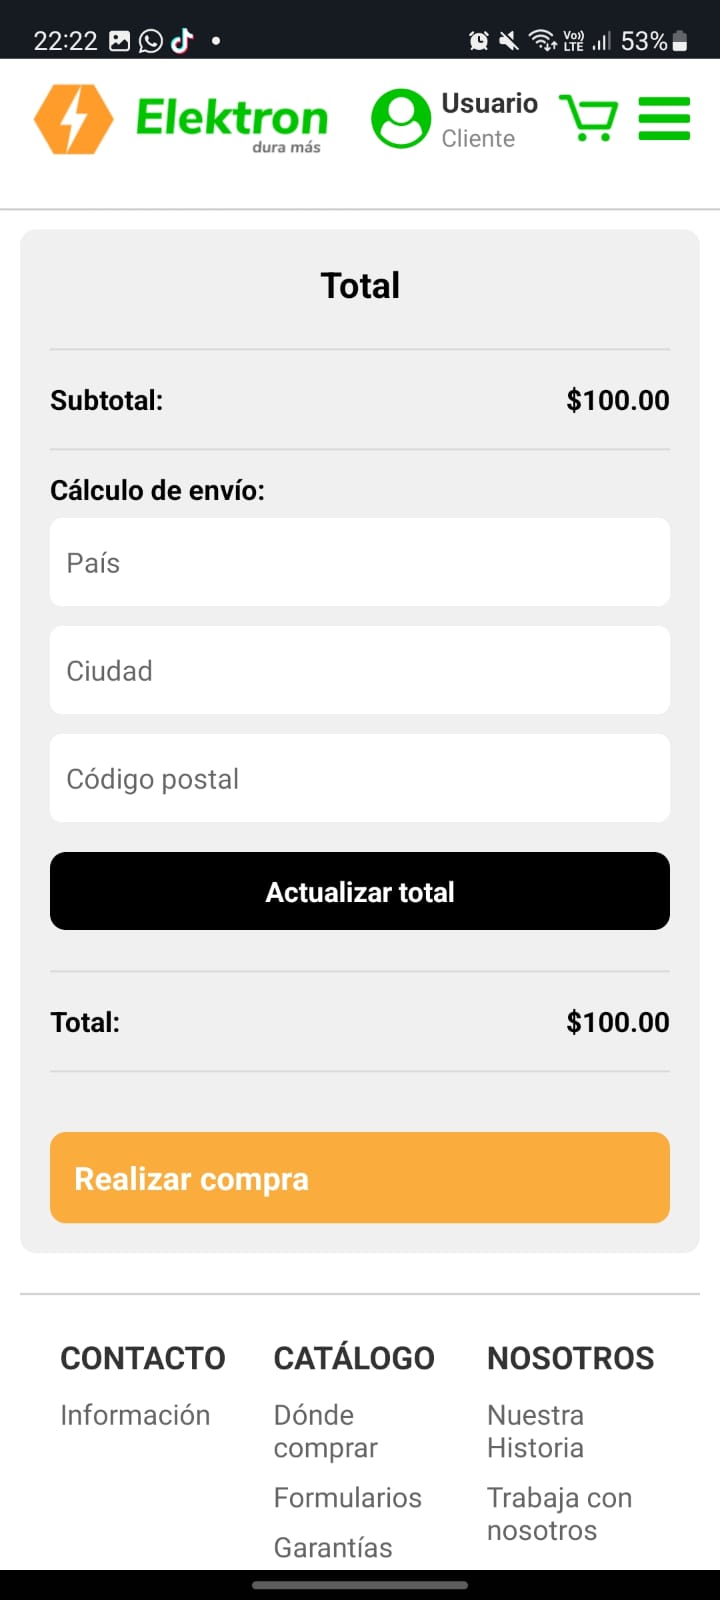 22:22
Vo))
LTE
53%
Elektron
dura más
Usuario
Cliente
Total
Subtotal: $100.00
Cálculo de envío:
País
Ciudad
Código postal
Actualizar total
Total: $100.00
Realizar compra
CONTACTO
Información
CATÁLOGO
Dónde
comprar
Formularios
Garantías
NOSOTROS
Nuestra
Historia
Trabaja con
nosotros